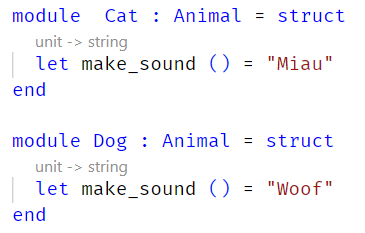 module  Cat : Animal = struct
unit -> string
let make_sound () = "Miau"
end
module Dog : Animal = struct
unit -> string
let make_sound () = "Woof"
end